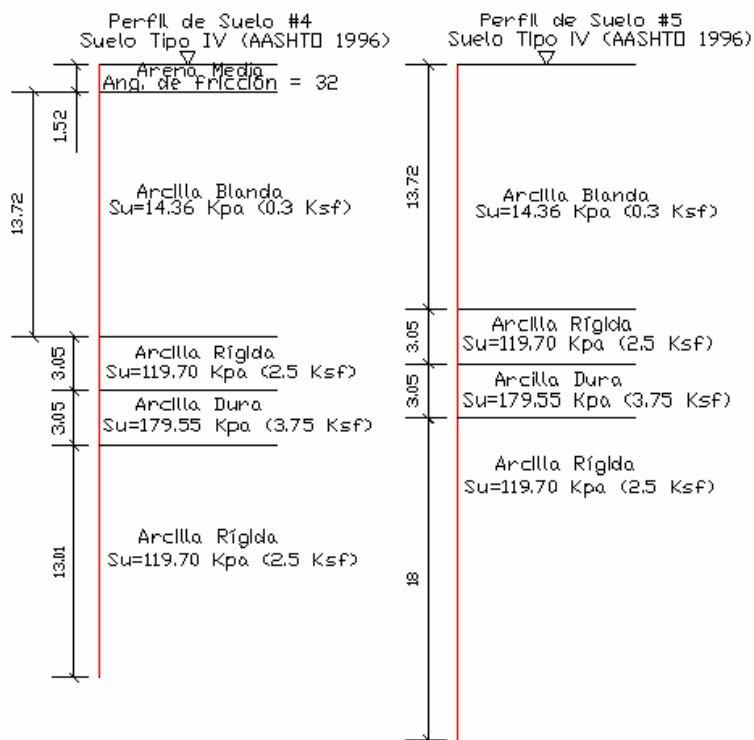 Perfil de Suelo #4
Suelo Tipo IV (AASHTO 1996)
Arena Media
Ang. de fricción = 32
1.52
13.72
Arcilla Blanda
Su=14.36 Kpa (0.3 Ksf)
3.05
Arcilla Rígida
Su=119.70 Kpa (2.5 Ksf)
3.05
Arcilla Dura
Su=179.55 Kpa (3.75 Ksf)
13.01
Arcilla Rígida
Su=119.70 Kpa (2.5 Ksf)
Perfil de Suelo #5
Suelo Tipo IV (AASHTO 1996)
13.72
Arcilla Blanda
Su=14.36 Kpa (0.3 Ksf)
3.05
Arcilla Rígida
Su=119.70 Kpa (2.5 Ksf)
3.05
Arcilla Dura
Su=179.55 Kpa (3.75 Ksf)
18
Arcilla Rígida
Su=119.70 Kpa (2.5 Ksf)